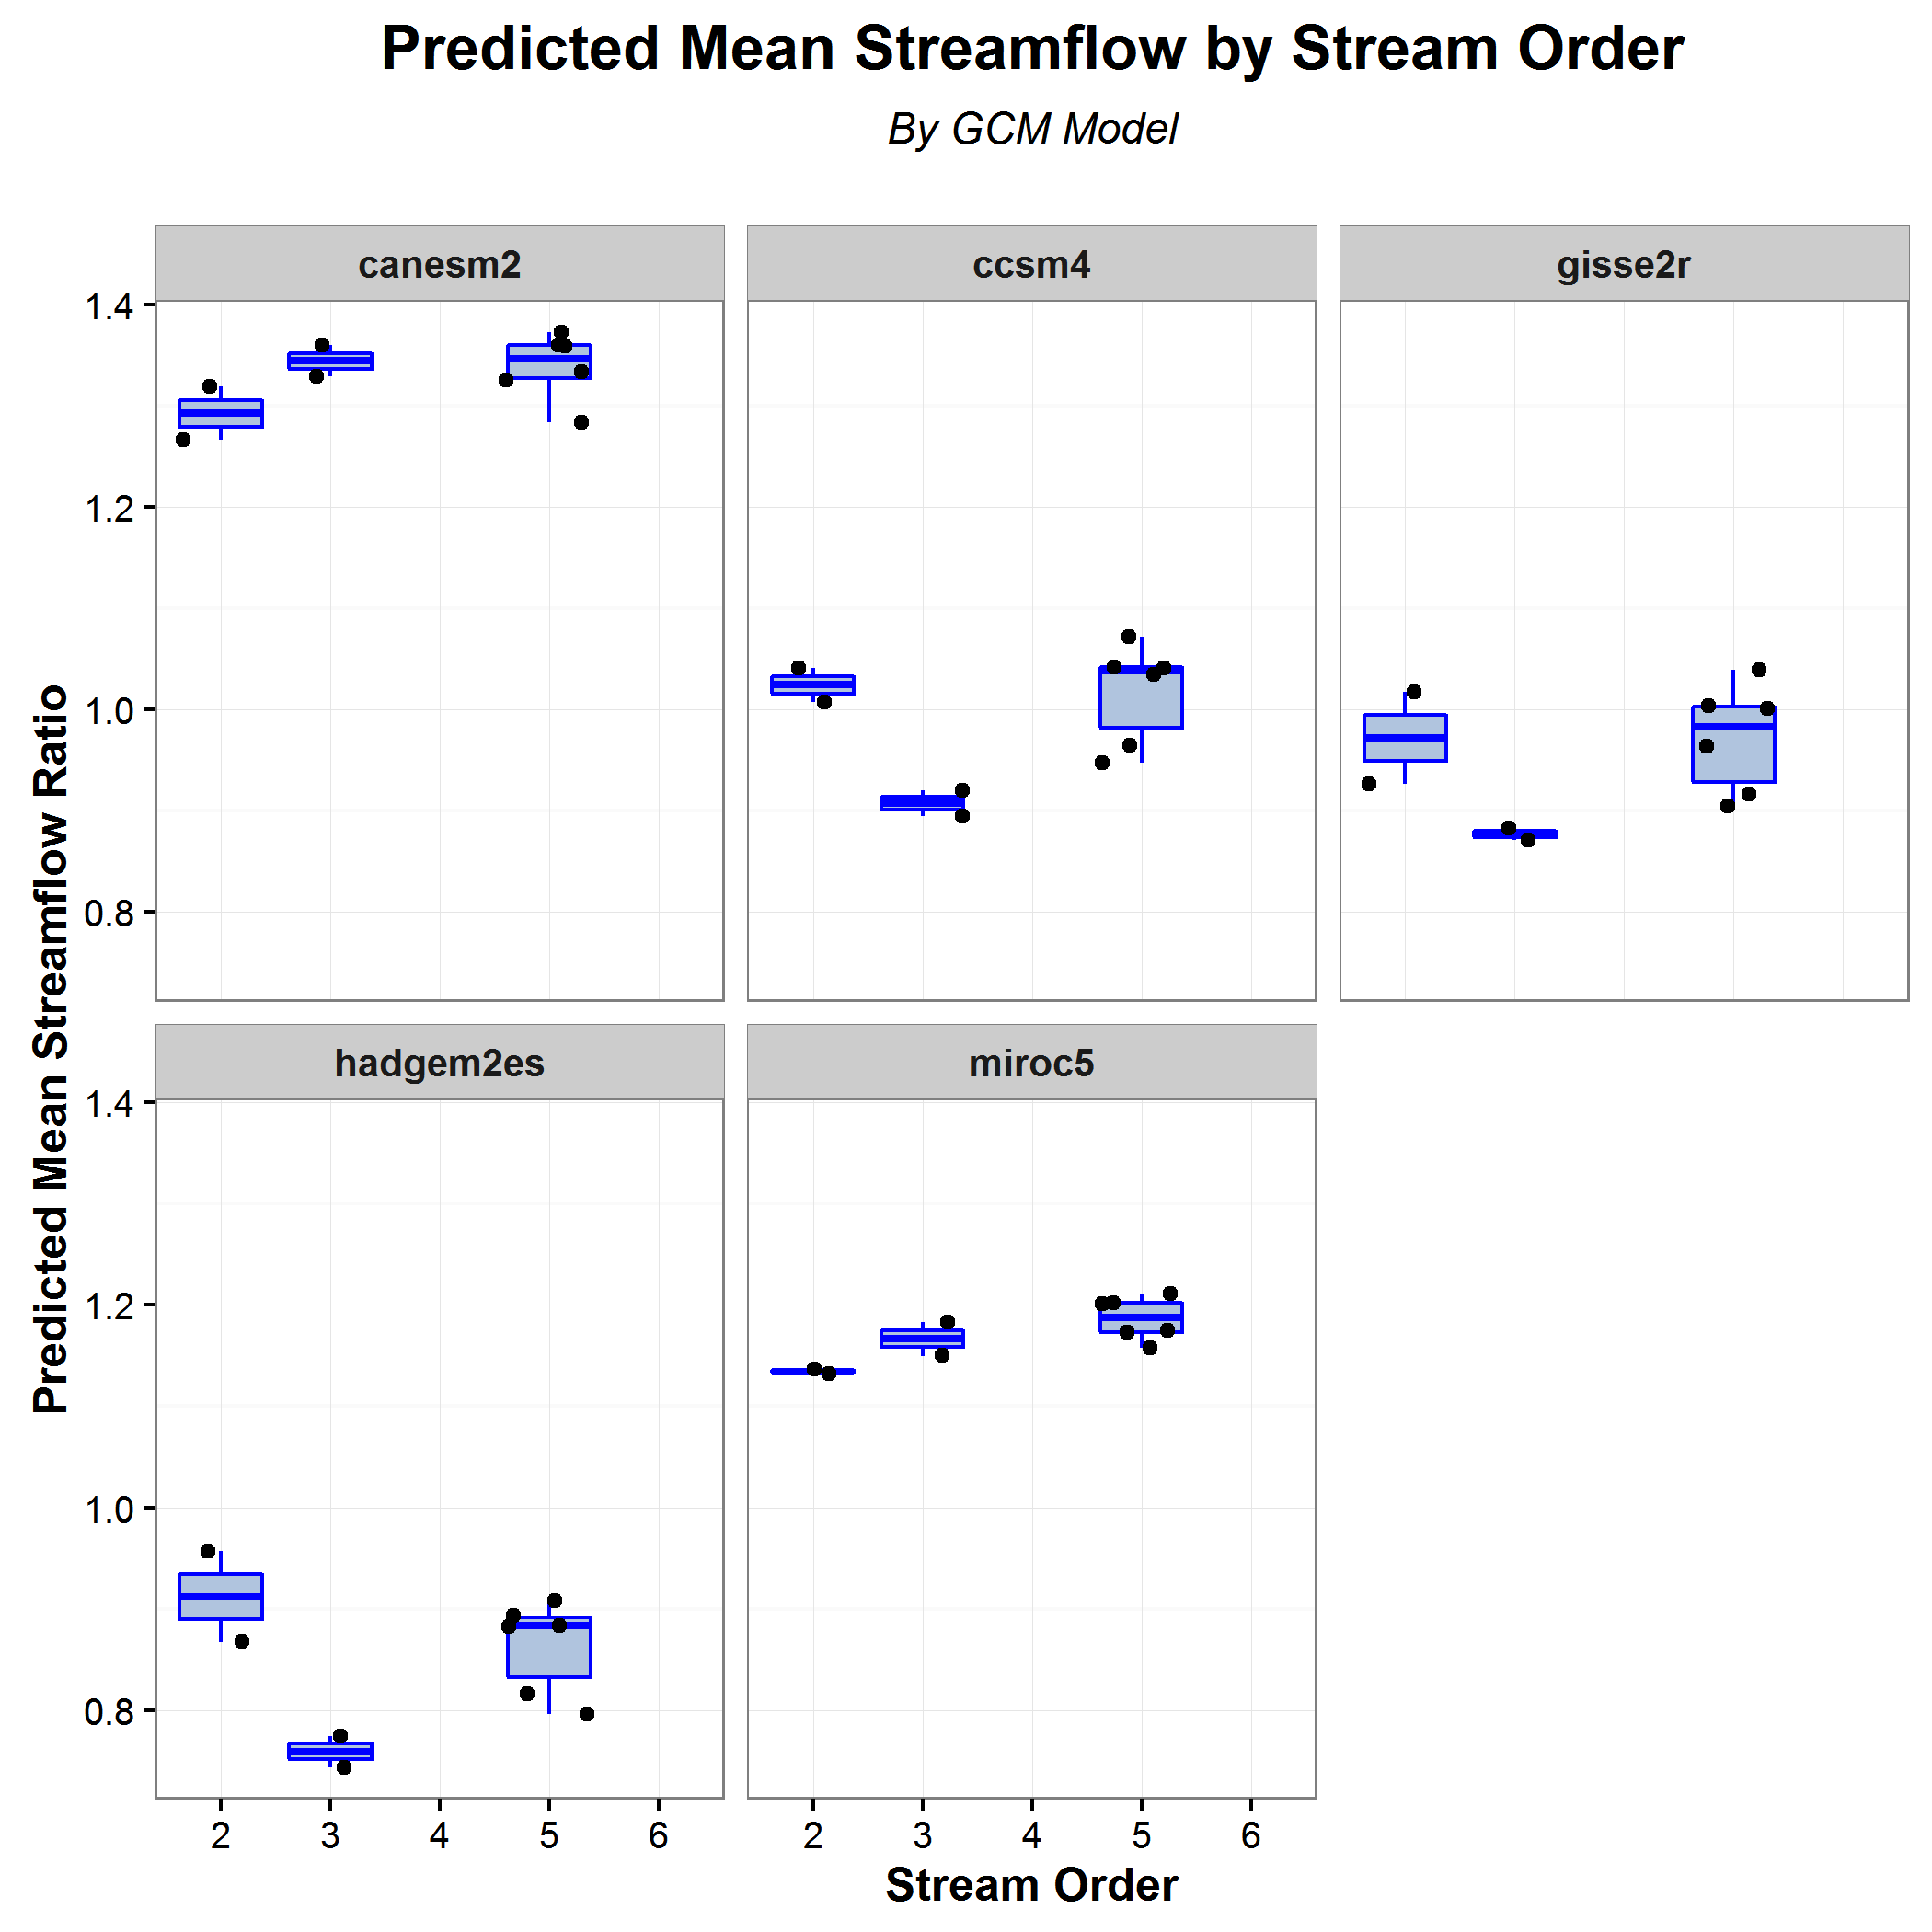 Predicted Mean Streamflow by Stream Order
By GCM Model
canesm2
ccsm4
gisse2r
1.4
1.2
1.0
0.8
Predicted Mean Streamflow Ratio
hadgem2es
miroc5
1.4
1.2
1.0
0.8
2 3 4 5 6
2 3 4 5 6
Stream Order